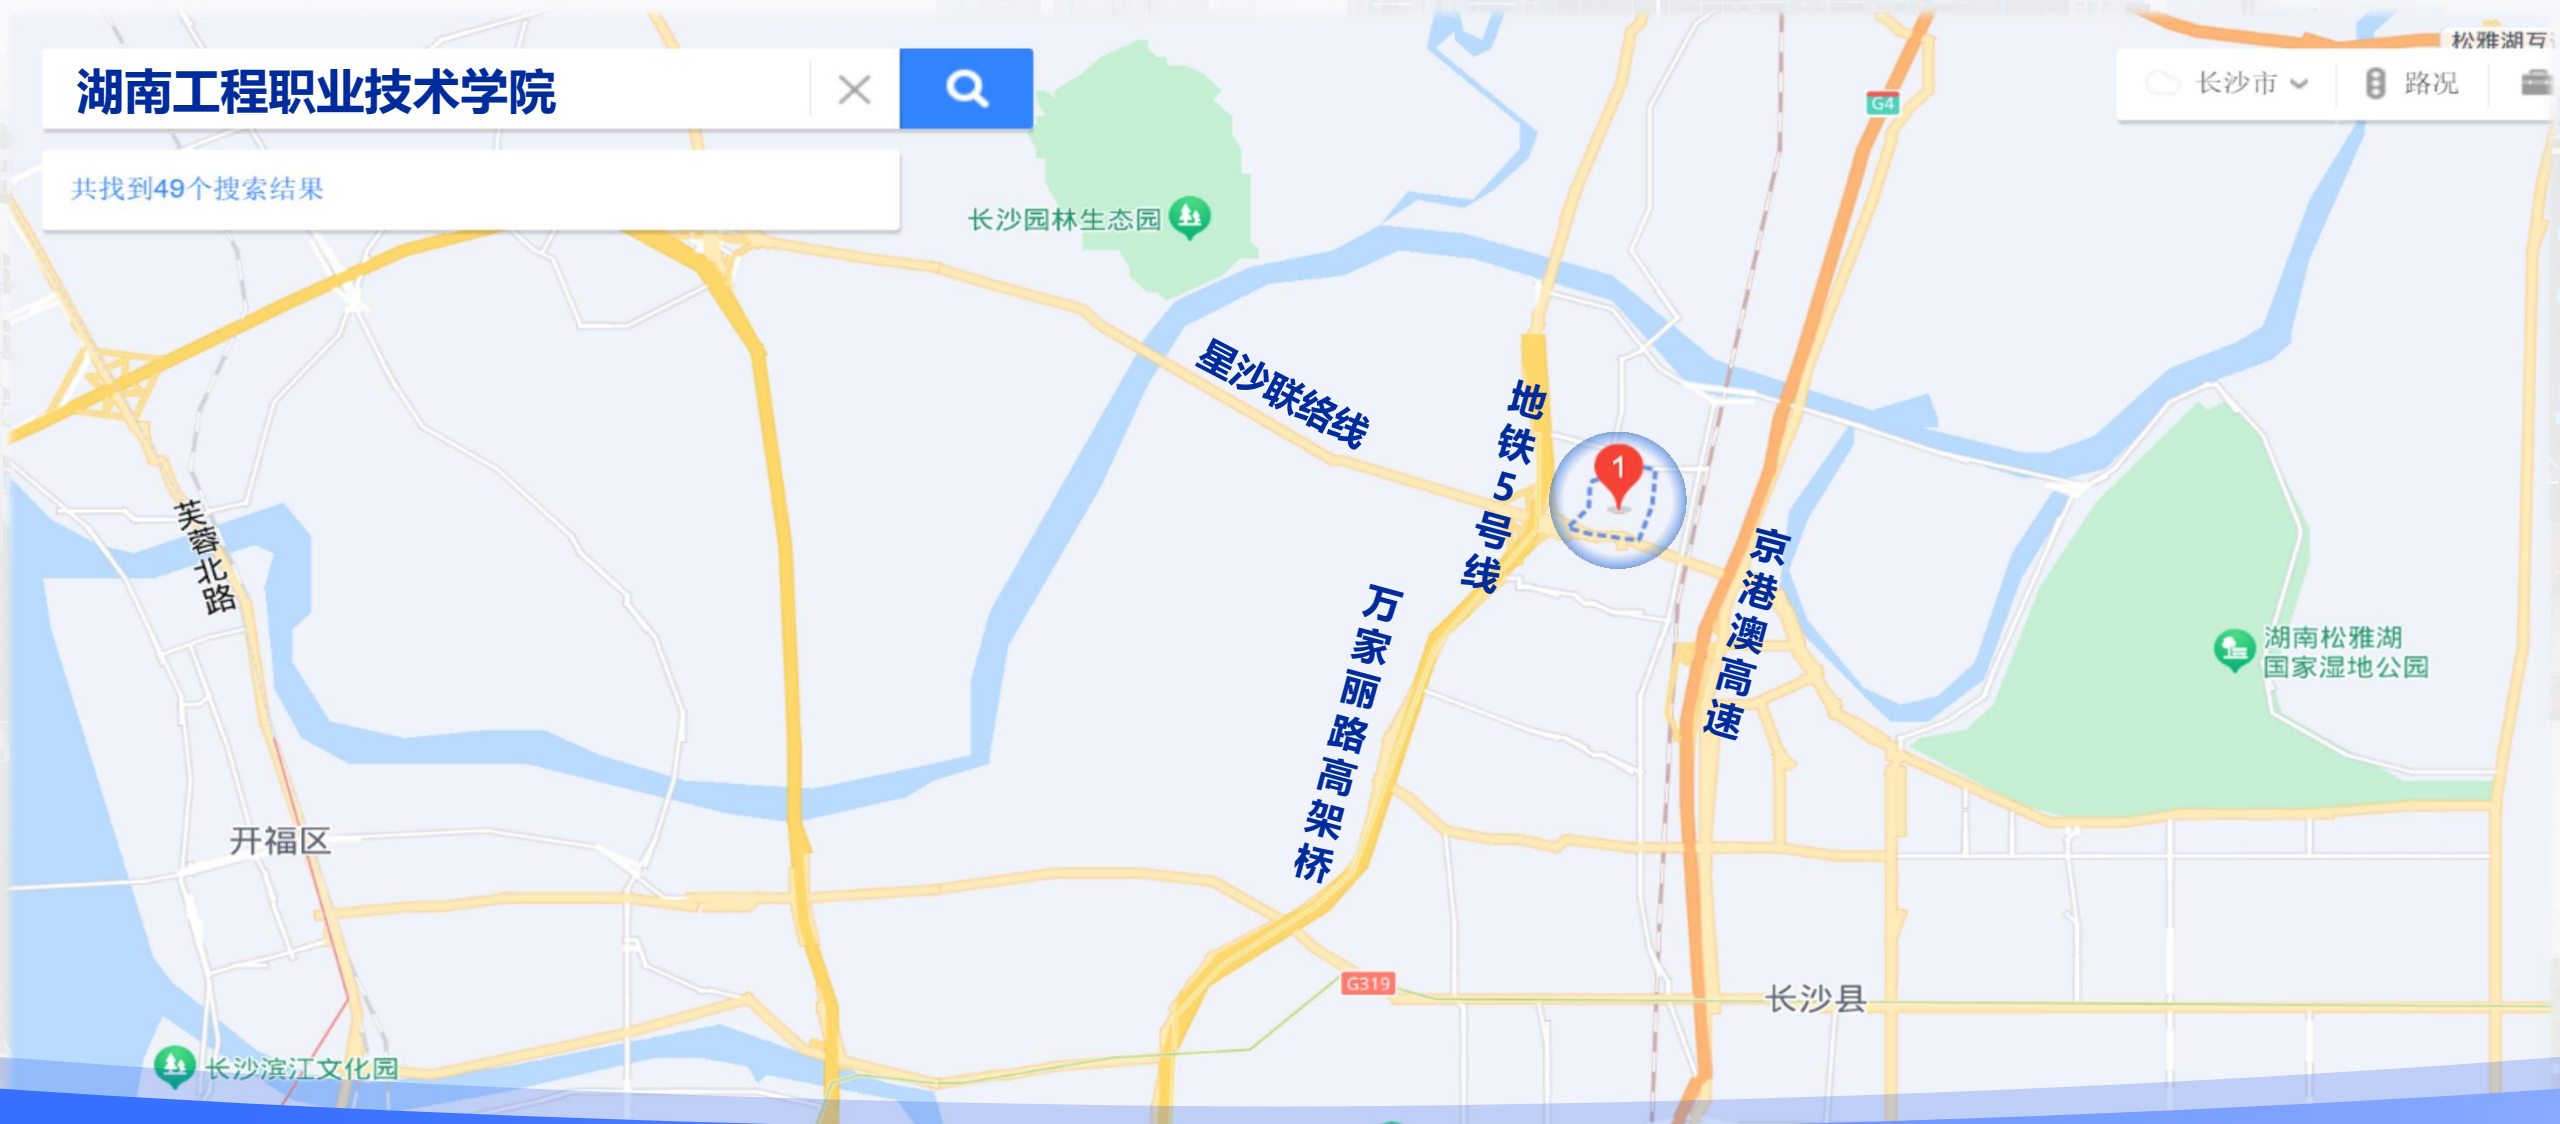 松雅湖互
湖南工程职业技术学院
长沙市
路况
G4
共找到49个搜索结果
长沙园林生态园
星沙联络线
地铁5号线
1
芙蓉北路
京港澳高速
万家丽路高架桥
湖南松雅湖
国家湿地公园
开福区
G319
长沙县
长沙滨江文化园